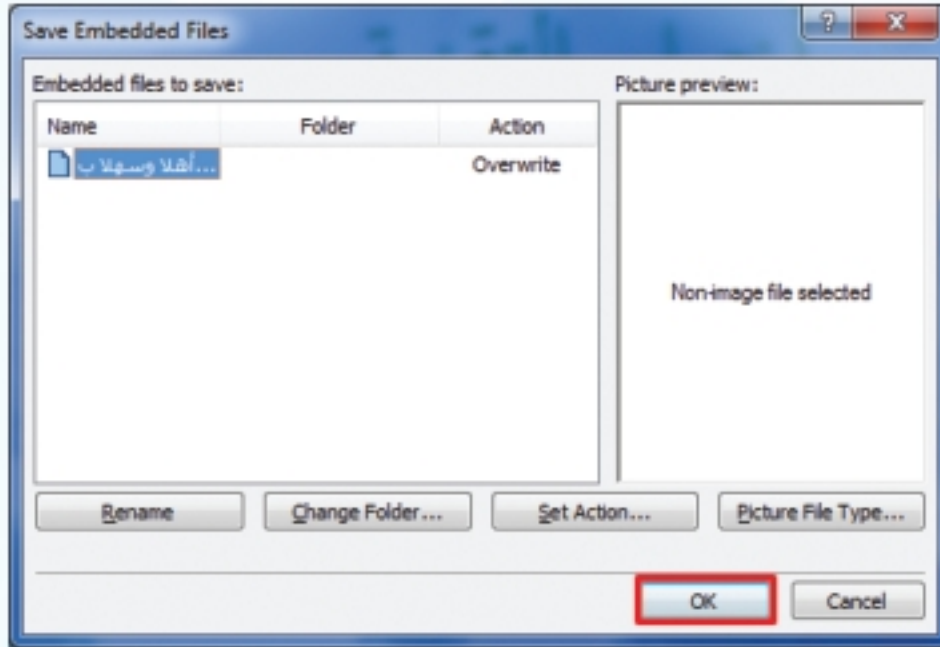 Save Embedded Files
Embedded files to save:
Picture preview:
Name Folder Action
أهلا وسهلا ب... Overwrite
Non-image file selected
Rename Change Folder... Set Action... Picture File Type...
OK Cancel